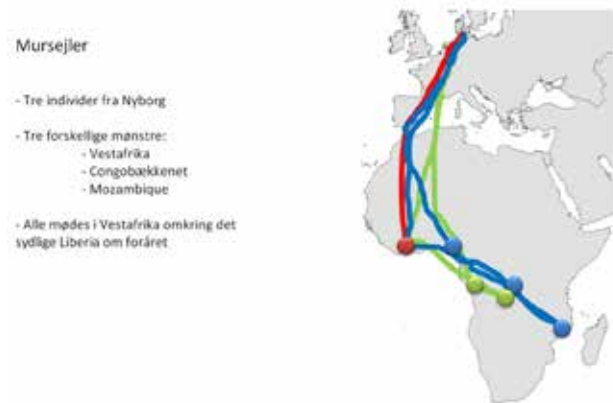 Mursejler
- Tre individer fra Nyborg
- Tre forskellige mønstre:
- Vestafrika
- Congobækkenet
- Mozambique
- Alle mødes i Vestafrika omkring det
sydlige Liberia om foråret